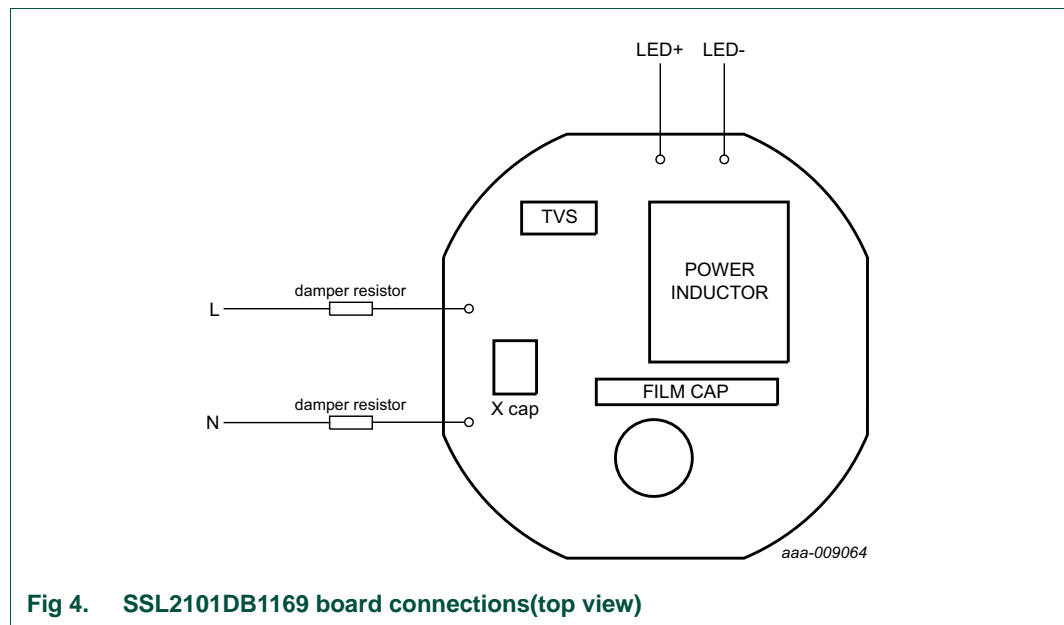 LED+ LED-
TVS
POWER
INDUCTOR
damper resistor
L
FILM CAP
X cap
damper resistor
N
aaa-009064
Fig 4. SSL2101DB1169 board connections(top view)